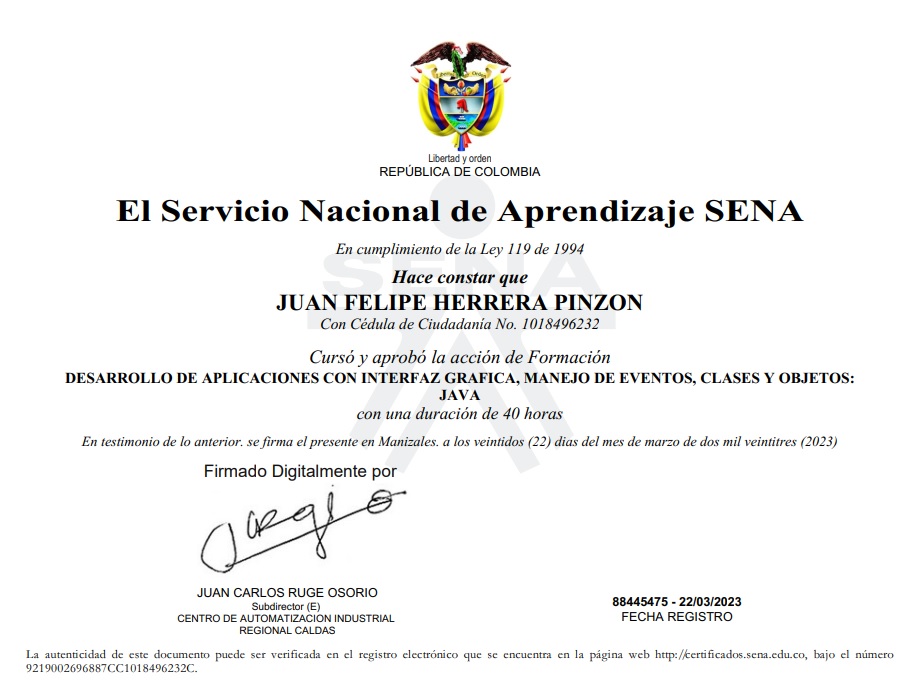 Libertad y orden
REPÚBLICA DE COLOMBIA
El Servicio Nacional de Aprendizaje SENA
En cumplimiento de la Ley 119 de 1994
SENA
Hace constar que
JUAN FELIPE HERRERA PINZON
Con Cédula de Ciudadanía No. 1018496232
Cursó y aprobó la acción de Formación
DESARROLLO DE APLICACIONES CON INTERFAZ GRAFICA, MANEJO DE EVENTOS, CLASES Y OBJETOS:
JAVA
con una duración de 40 horas
En testimonio de lo anterior. se firma el presente en Manizales. a los veintidos (22) dias del mes de marzo de dos mil veintitres (2023)
Firmado Digitalmente por
JUAN CARLOS RUGE OSORIO
Subdirector (E)
CENTRO DE AUTOMATIZACION INDUSTRIAL
REGIONAL CALDAS
88445475 - 22/03/2023
FECHA REGISTRO
La autenticidad de este documento puede ser verificada en el registro electrónico que se encuentra en la página web http://certificados.sena.edu.co, bajo el número
9219002696887CC1018496232C.